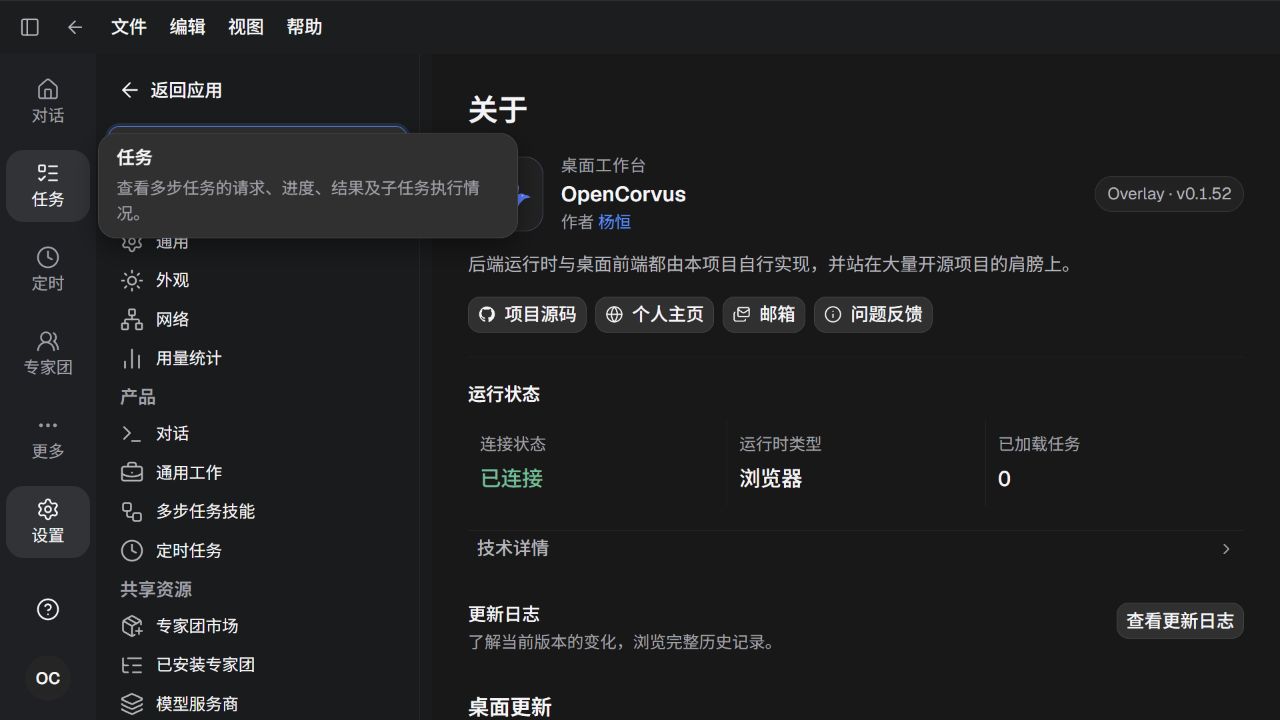 文件 编辑 视图 帮助
对话
任务
定时
专家团
更多
设置
OC
返回应用
任务
查看多步任务的请求、进度、结果及子任务执行情
况。
通用
外观
网络
用量统计
产品
对话
通用工作
多步任务技能
定时任务
共享资源
专家团市场
已安装专家团
模型服务商
关于
桌面工作台
OpenCorvus
作者 杨恒
Overlay · v0.1.52
后端运行时与桌面前端都由本项目自行实现，并站在大量开源项目的肩膀上。
项目源码 个人主页 邮箱 问题反馈
运行状态
连接状态
已连接
运行时类型
浏览器
已加载任务
0
技术详情
更新日志
了解当前版本的变化，浏览完整历史记录。
查看更新日志
桌面更新